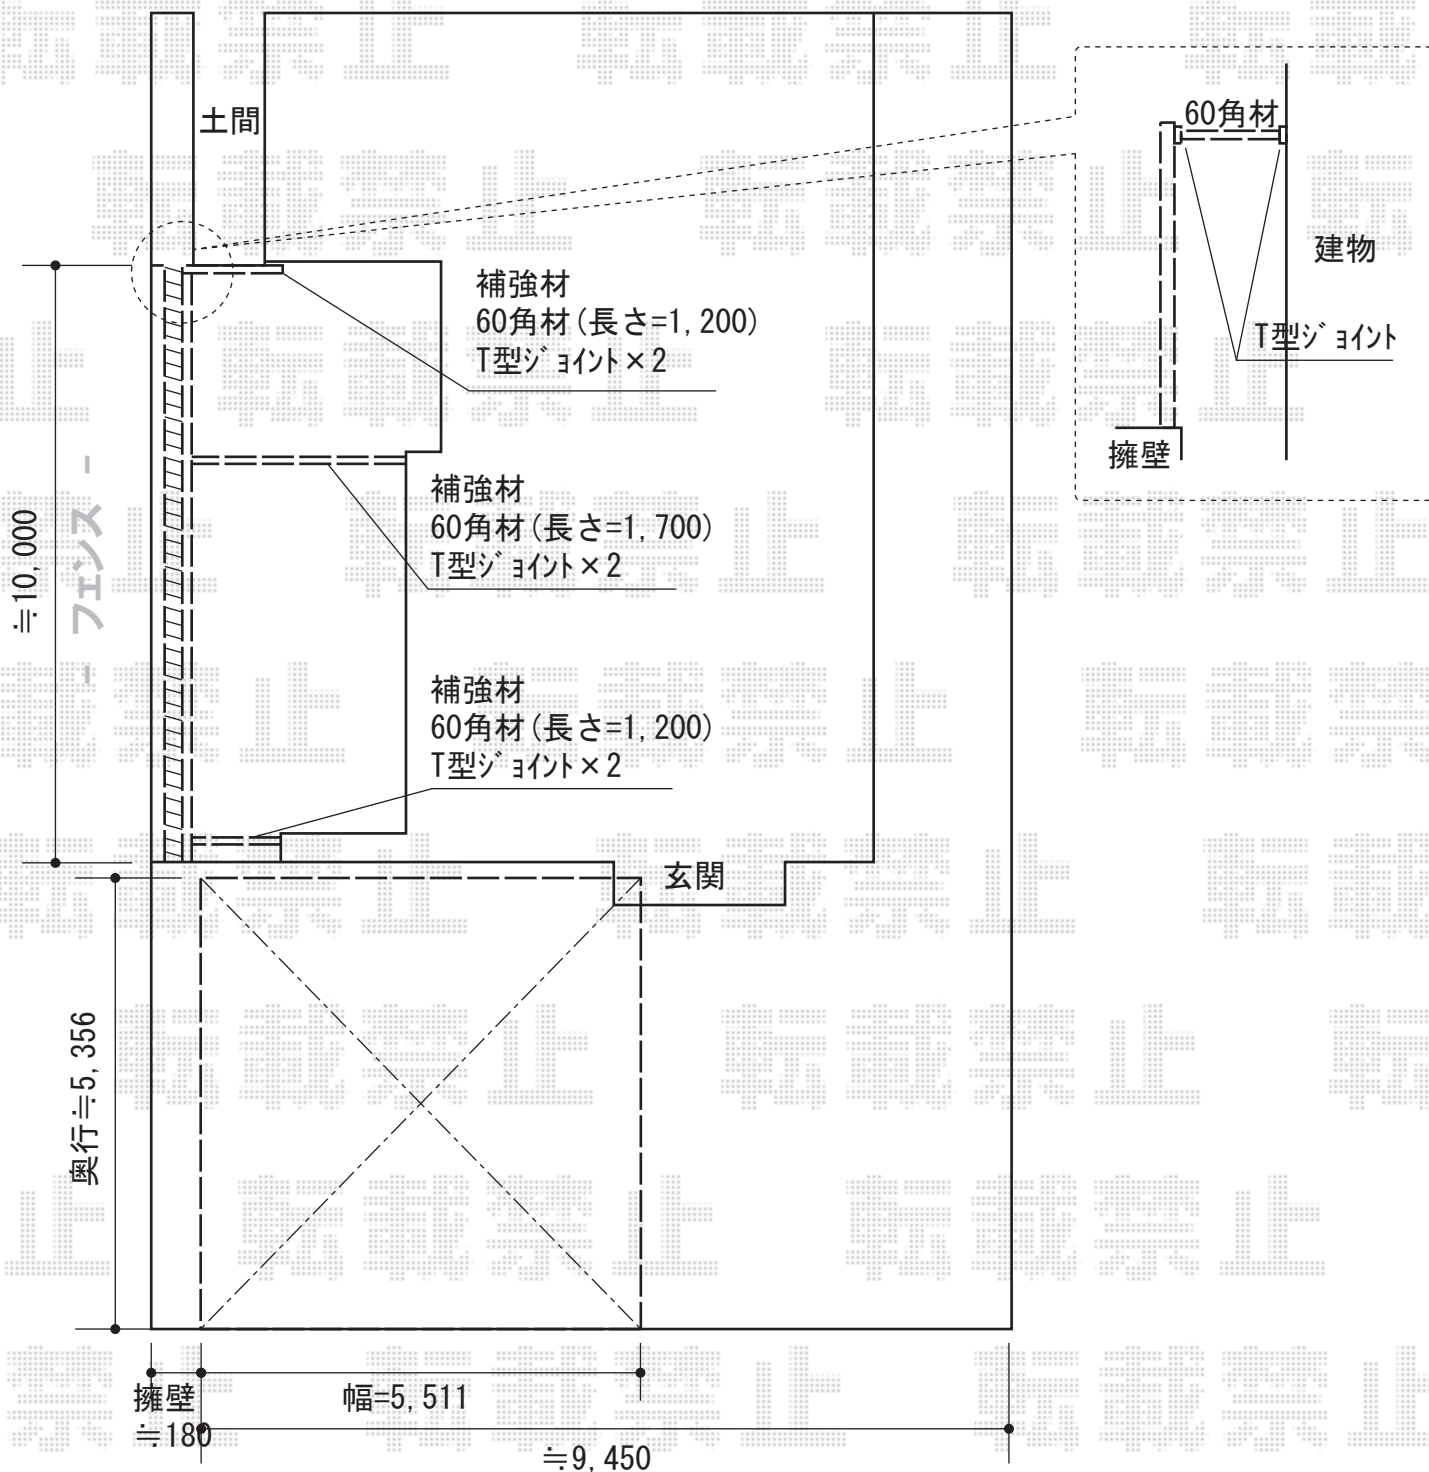 土間
60角材
建物
T型ジョイント
擁壁
補強材
60角材(長さ=1,200)
T型ジョイント×2
補強材
60角材(長さ=1,700)
T型ジョイント×2
≒10,000
- フェンス -
補強材
60角材(長さ=1,200)
T型ジョイント×2
玄関
奥行≒5,356
擁壁
≒180
幅=5,511
≒9,450
転載禁止